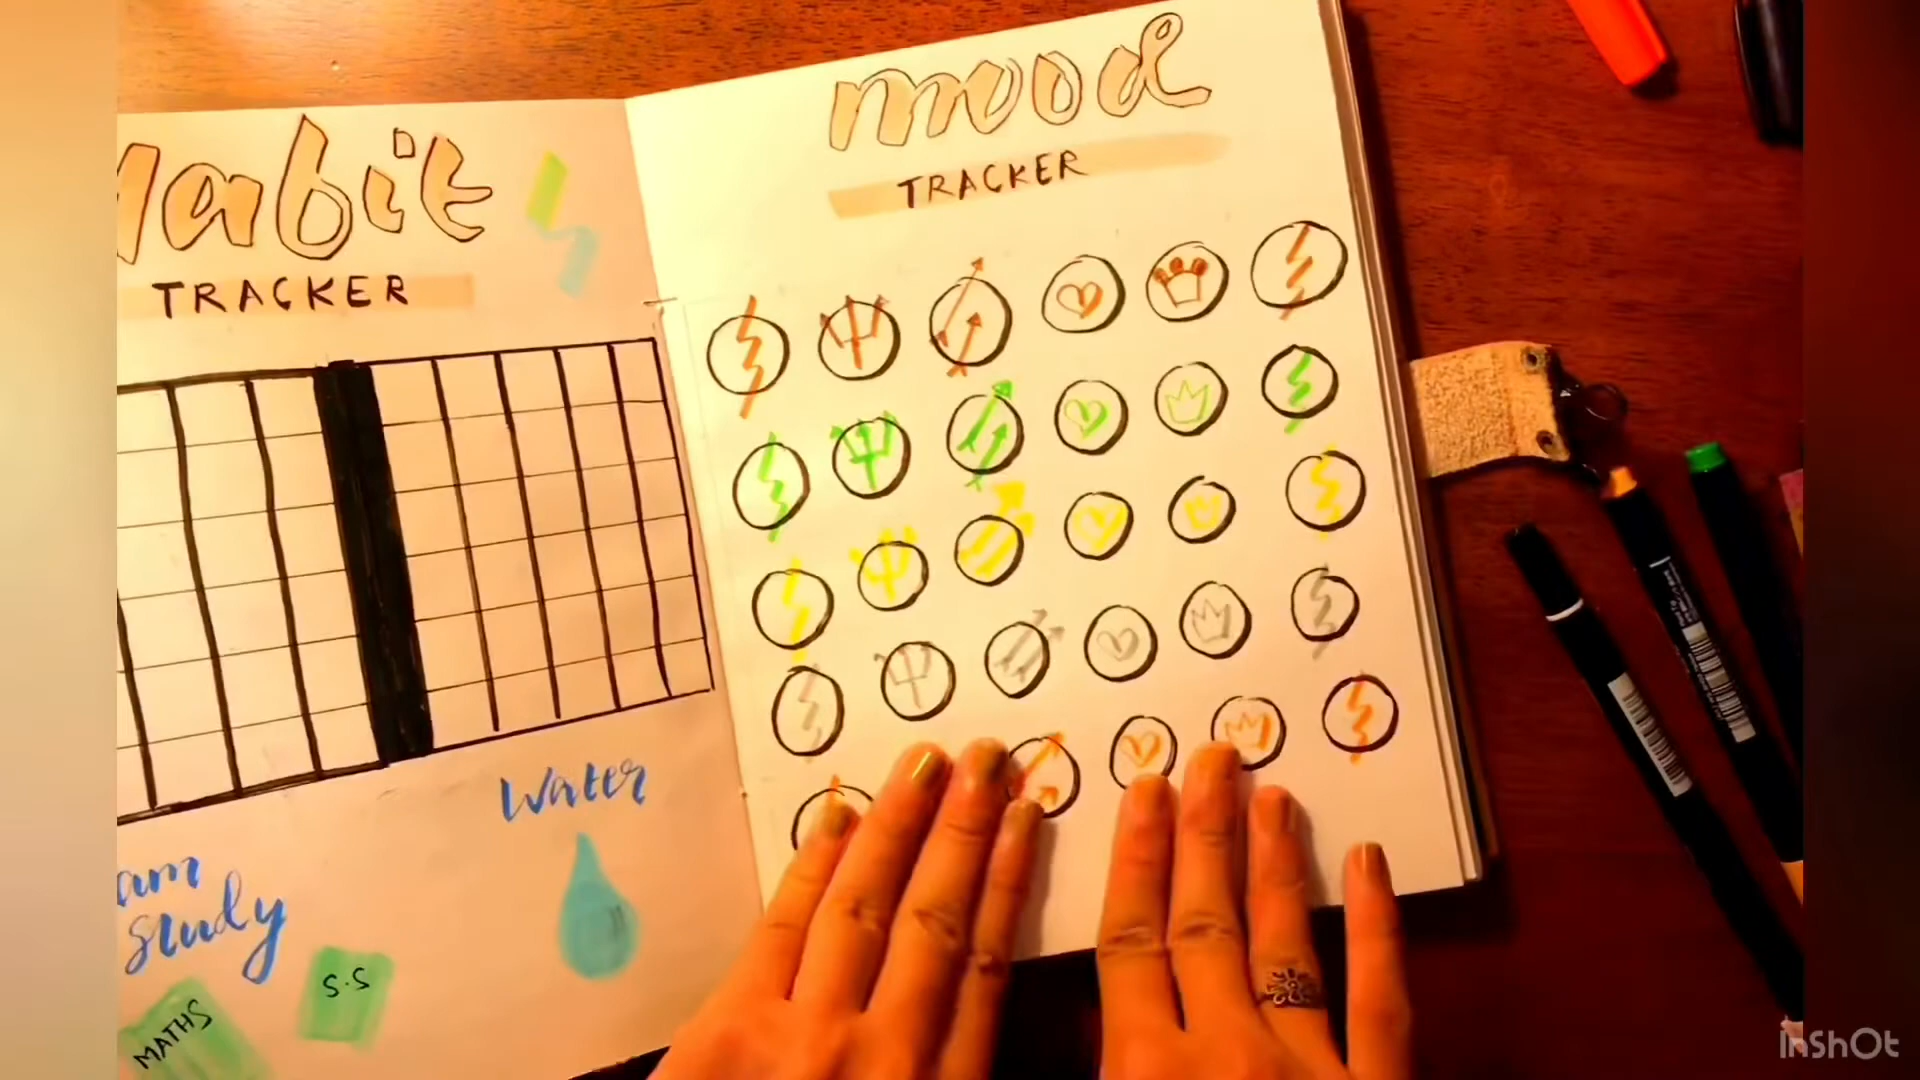 Habit
TRACKER
mood
TRACKER
Water
Study
S.S
MATHS
InShOt